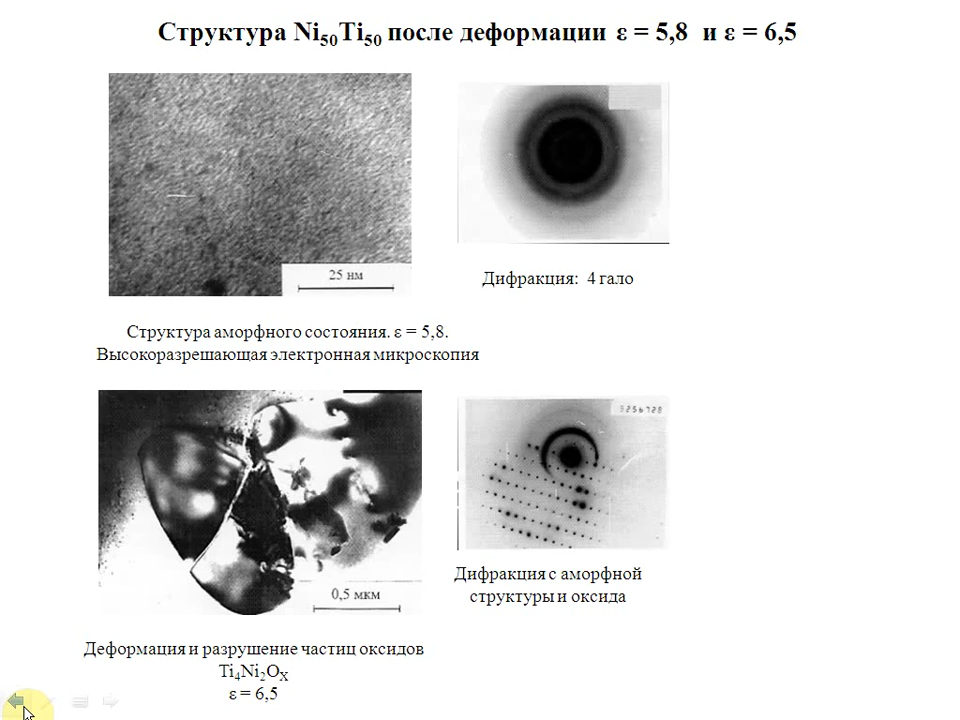 Структура Ni₅₀Ti₅₀ после деформации ε = 5,8 и ε = 6,5
25 нм
Дифракция: 4 гало
Структура аморфного состояния. ε = 5,8.
Высокоразрешающая электронная микроскопия
9256728
0,5 мкм
Дифракция с аморфной
структуры и оксида
Деформация и разрушение частиц оксидов
Ti₄Ni₂Oₓ
ε = 6,5